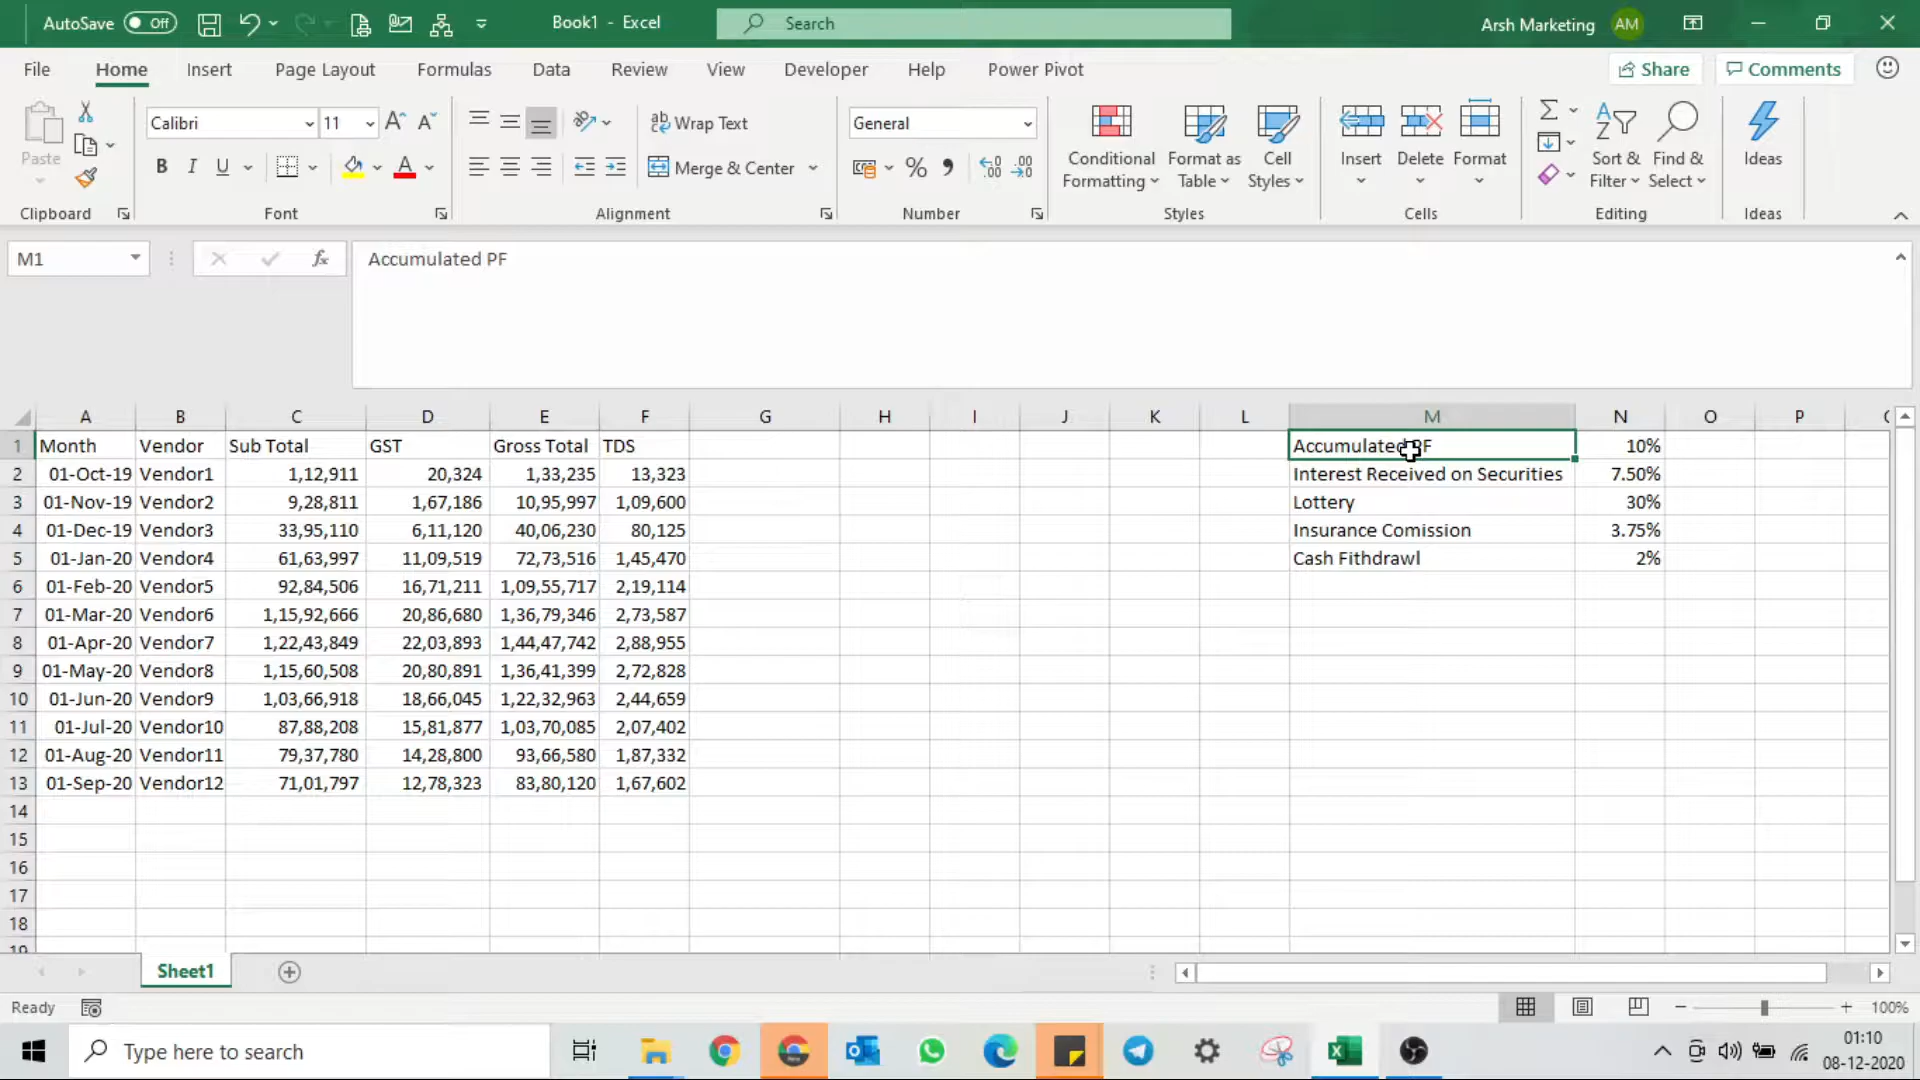 AutoSave Off Book1 - Excel Search Arsh Marketing AM
File Home Insert Page Layout Formulas Data Review View Developer Help Power Pivot Share Comments
Calibri 11 Wrap Text General
Paste B I U A Merge & Center % Conditional Formatting Format as Table Cell Styles Insert Delete Format Sort & Filter Find & Select Ideas
Clipboard Font Alignment Number Styles Cells Editing Ideas
M1 fx Accumulated PF
A B C D E F G H I J K L M N O P
1 Month Vendor Sub Total GST Gross Total TDS Accumulated PF 10%
2 01-Oct-19 Vendor1 1,12,911 20,324 1,33,235 13,323 Interest Received on Securities 7.50%
3 01-Nov-19 Vendor2 9,28,811 1,67,186 10,95,997 1,09,600 Lottery 30%
4 01-Dec-19 Vendor3 33,95,110 6,11,120 40,06,230 80,125 Insurance Comission 3.75%
5 01-Jan-20 Vendor4 61,63,997 11,09,519 72,73,516 1,45,470 Cash Fithdrawl 2%
6 01-Feb-20 Vendor5 92,84,506 16,71,211 1,09,55,717 2,19,114
7 01-Mar-20 Vendor6 1,15,92,666 20,86,680 1,36,79,346 2,73,587
8 01-Apr-20 Vendor7 1,22,43,849 22,03,893 1,44,47,742 2,88,955
9 01-May-20 Vendor8 1,15,60,508 20,80,891 1,36,41,399 2,72,828
10 01-Jun-20 Vendor9 1,03,66,918 18,66,045 1,22,32,963 2,44,659
11 01-Jul-20 Vendor10 87,88,208 15,81,877 1,03,70,085 2,07,402
12 01-Aug-20 Vendor11 79,37,780 14,28,800 93,66,580 1,87,332
13 01-Sep-20 Vendor12 71,01,797 12,78,323 83,80,120 1,67,602
14
15
16
17
18
19
Sheet1
Ready 100%
Type here to search 01:10
08-12-2020